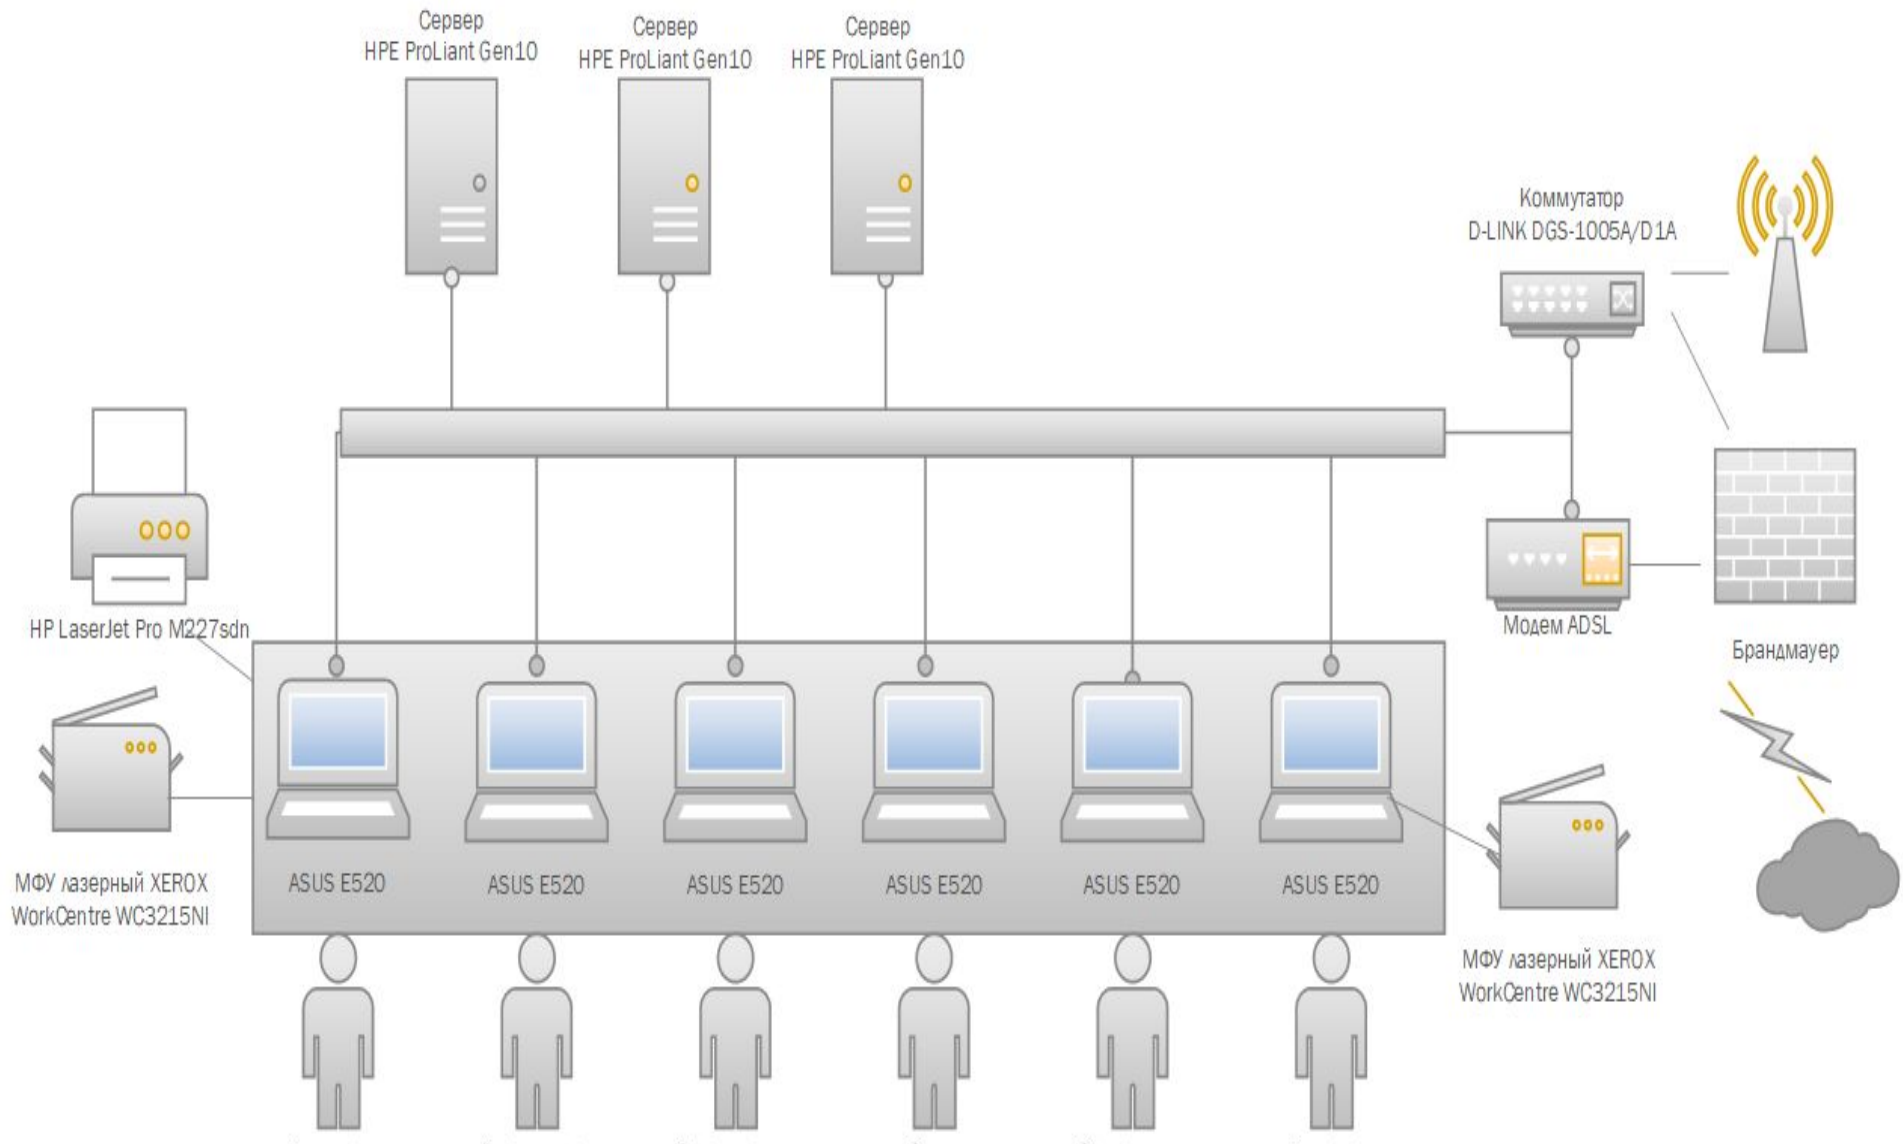 Сервер
HPE ProLiant Gen10
Сервер
HPE ProLiant Gen10
Сервер
HPE ProLiant Gen10
Коммутатор
D-LINK DGS-1005A/D1A
HP LaserJet Pro M227sdn
Модем ADSL
Брандмауер
МФУ лазерный XEROX
WorkCentre WC3215NI
ASUS E520
ASUS E520
ASUS E520
ASUS E520
ASUS E520
ASUS E520
МФУ лазерный XEROX
WorkCentre WC3215NI